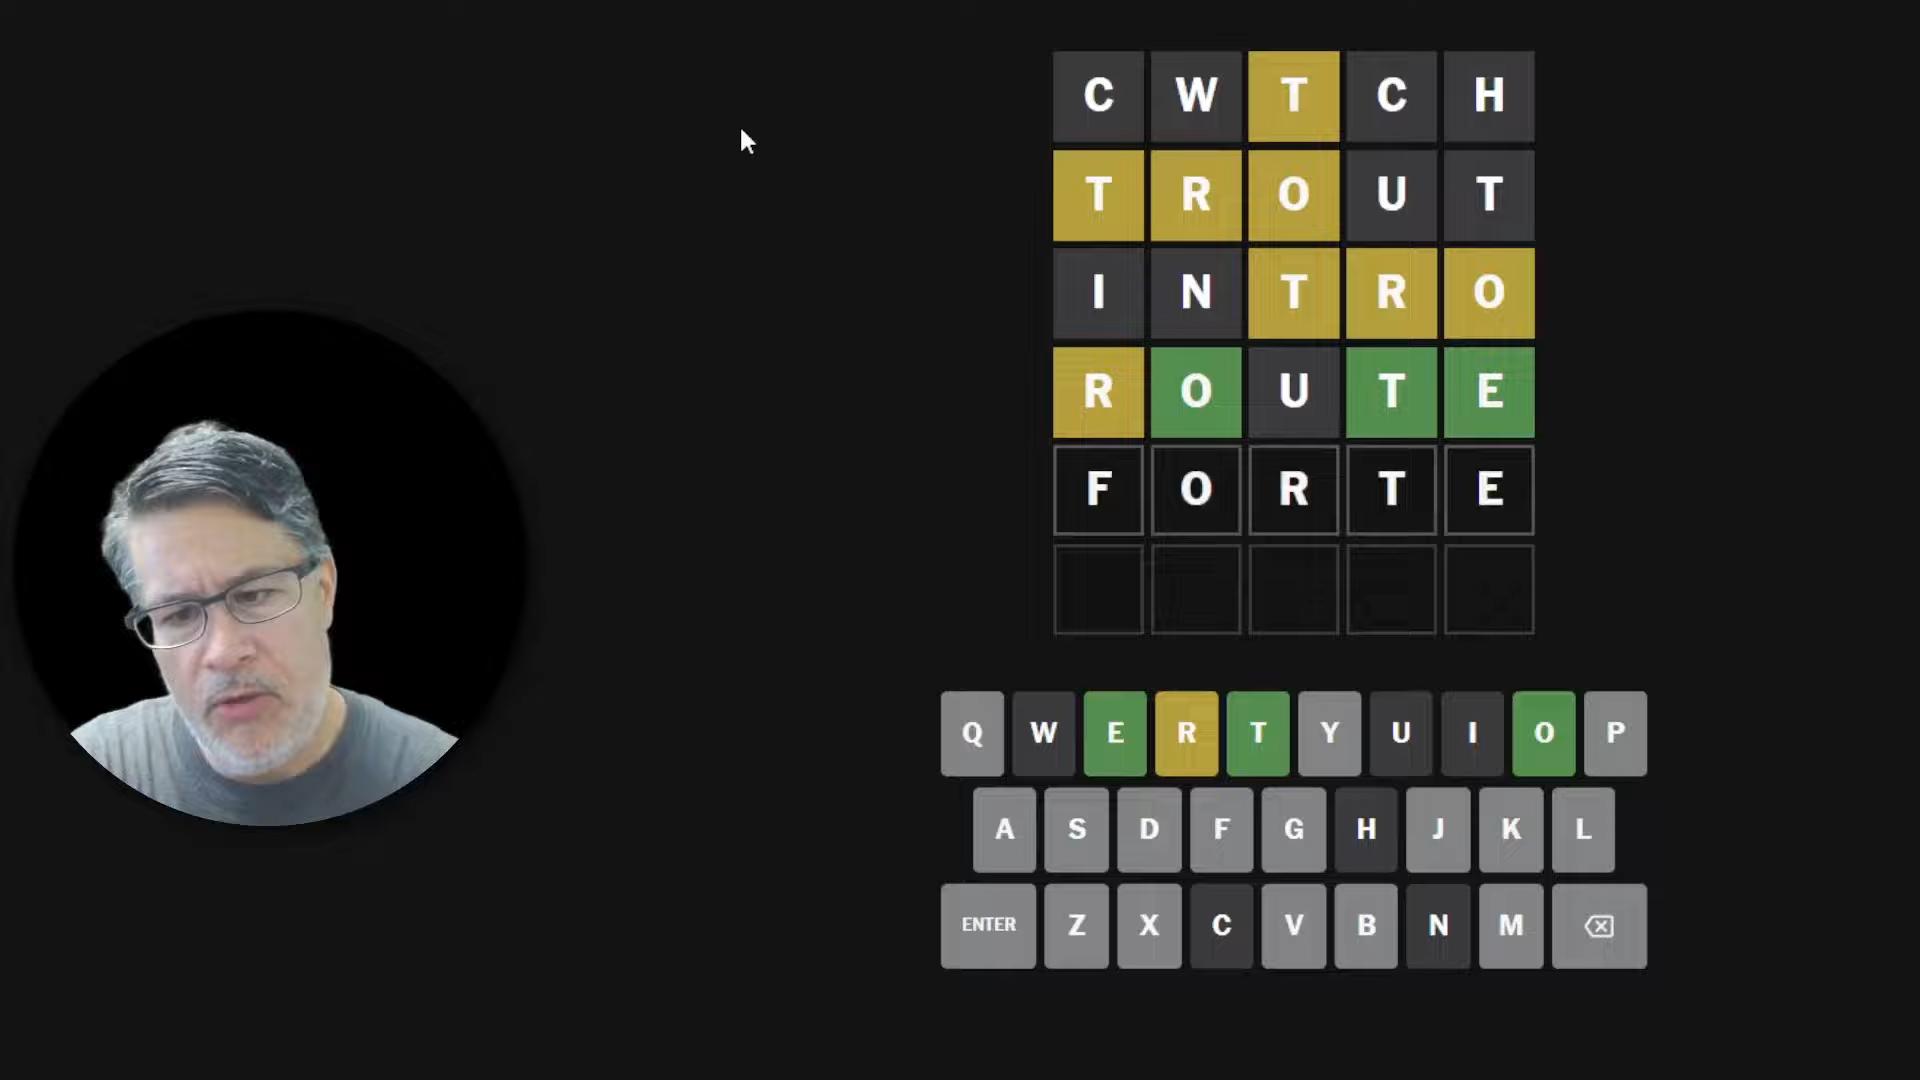 C W T C H
T R O U T
I N T R O
R O U T E
F O R T E
Q W E R T Y U I O P
A S D F G H J K L
ENTER Z X C V B N M